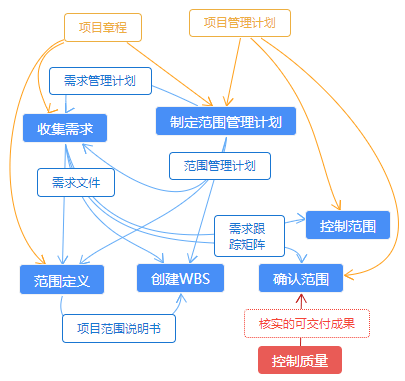 项目章程
项目管理计划
需求管理计划
收集需求
制定范围管理计划
范围管理计划
需求文件
需求跟
踪矩阵
控制范围
范围定义
创建WBS
确认范围
项目范围说明书
核实的可交付成果
控制质量